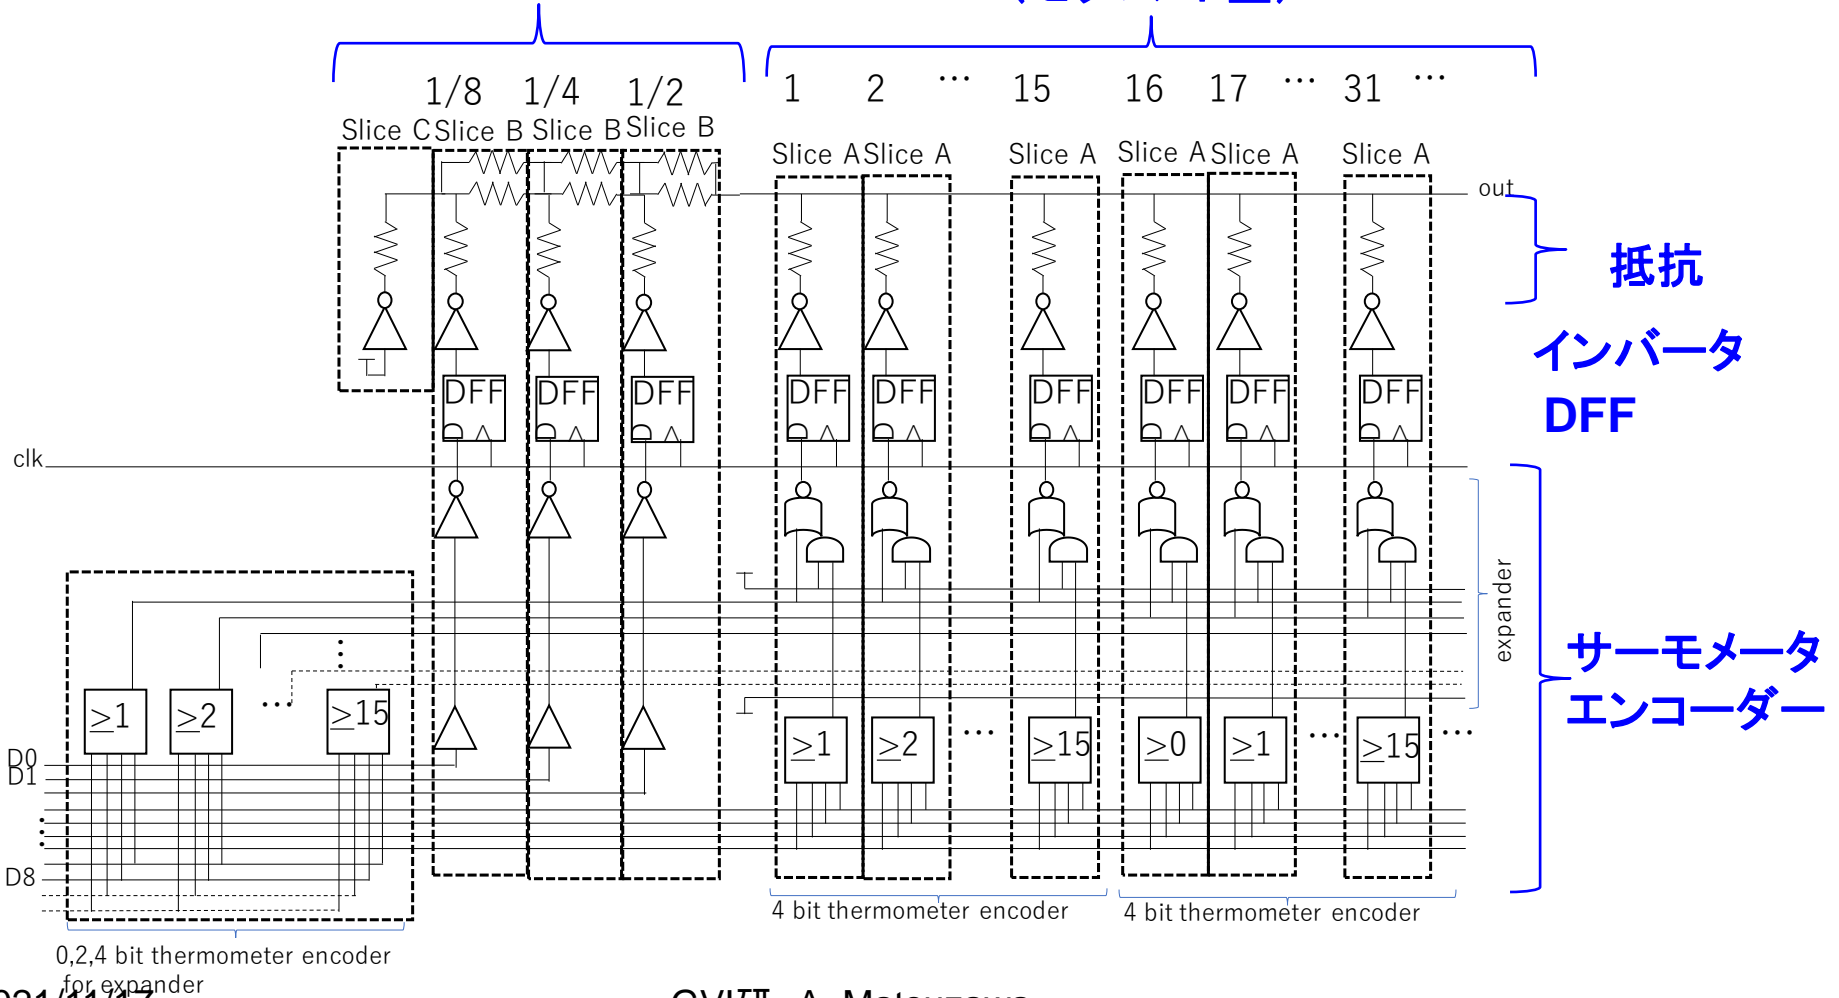 1/8 1/4 1/2 1 2 … 15 16 17 … 31 …
Slice C Slice B Slice B Slice B Slice A Slice A Slice A Slice A Slice A Slice A
out
抵抗
インバータ
DFF DFF DFF DFF DFF DFF DFF DFF DFF
DFF
clk
expander
サーモメータ
エンコーダー
≥1 ≥2 … ≥15
≥1 ≥2 … ≥15 ≥0 ≥1 … ≥15 …
D0
D1
D8
4 bit thermometer encoder 4 bit thermometer encoder
0,2,4 bit thermometer encoder
for expander